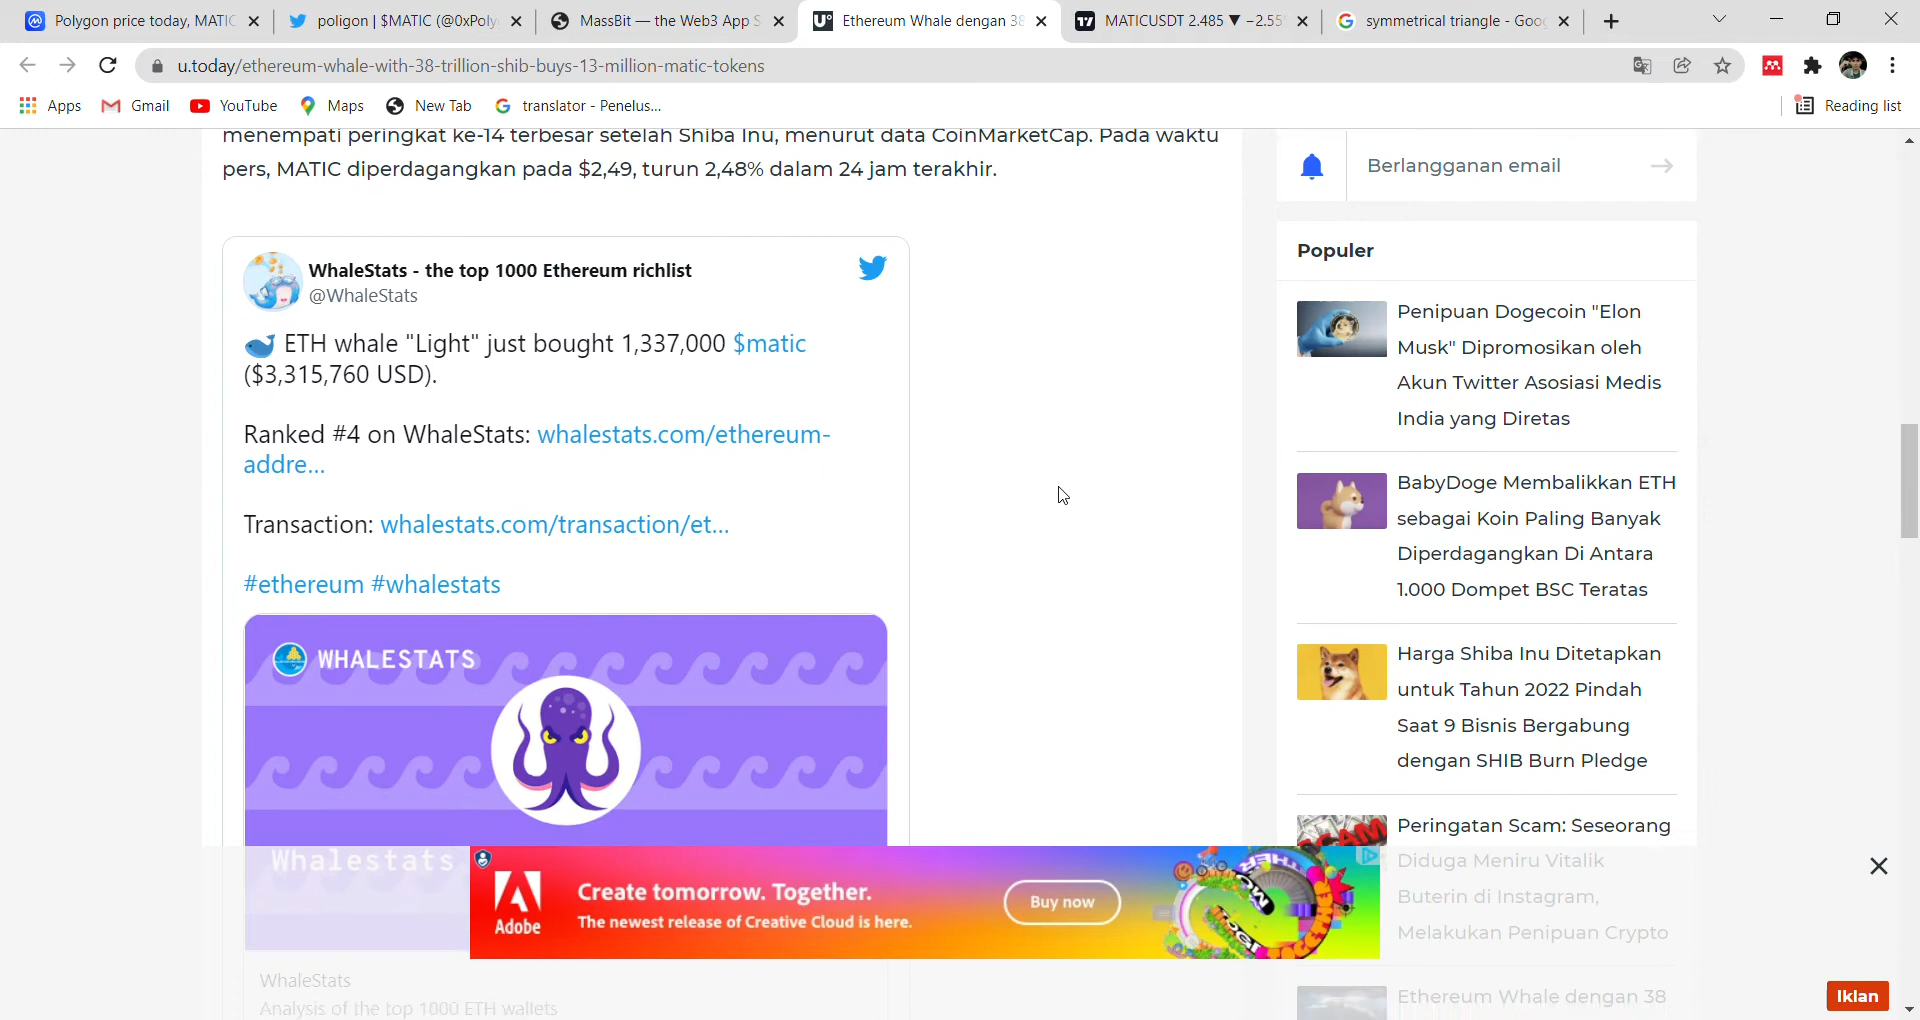 Polygon price today, MATIC
poligon | $MATIC (@0xPoly
MassBit — the Web3 App S
Ethereum Whale dengan 38
MATICUSDT 2.485 ▼ −2.55
symmetrical triangle - Goo
u.today/ethereum-whale-with-38-trillion-shib-buys-13-million-matic-tokens
Apps
Gmail
YouTube
Maps
New Tab
translator - Penelus...
Reading list
menempati peringkat ke-14 terbesar setelah Shiba Inu, menurut data CoinMarketCap. Pada waktu
pers, MATIC diperdagangkan pada $2,49, turun 2,48% dalam 24 jam terakhir.
WhaleStats - the top 1000 Ethereum richlist
@WhaleStats
ETH whale "Light" just bought 1,337,000 $matic
($3,315,760 USD).
Ranked #4 on WhaleStats: whalestats.com/ethereum-
addre...
Transaction: whalestats.com/transaction/et...
#ethereum #whalestats
WHALESTATS
Whalestats
WhaleStats
Analysis of the top 1000 ETH wallets
Berlangganan email
Populer
Penipuan Dogecoin "Elon
Musk" Dipromosikan oleh
Akun Twitter Asosiasi Medis
India yang Diretas
BabyDoge Membalikkan ETH
sebagai Koin Paling Banyak
Diperdagangkan Di Antara
1.000 Dompet BSC Teratas
Harga Shiba Inu Ditetapkan
untuk Tahun 2022 Pindah
Saat 9 Bisnis Bergabung
dengan SHIB Burn Pledge
SCAM
Peringatan Scam: Seseorang
Diduga Meniru Vitalik
Buterin di Instagram,
Melakukan Penipuan Crypto
Ethereum Whale dengan 38
Adobe
Create tomorrow. Together.
The newest release of Creative Cloud is here.
Buy now
Iklan